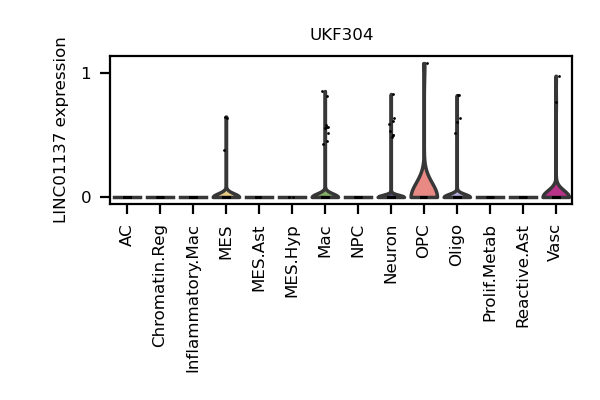 UKF304
LINC01137 expression
1
0
AC
Chromatin.Reg
Inflammatory.Mac
MES
MES.Ast
MES.Hyp
Mac
NPC
Neuron
OPC
Oligo
Prolif.Metab
Reactive.Ast
Vasc